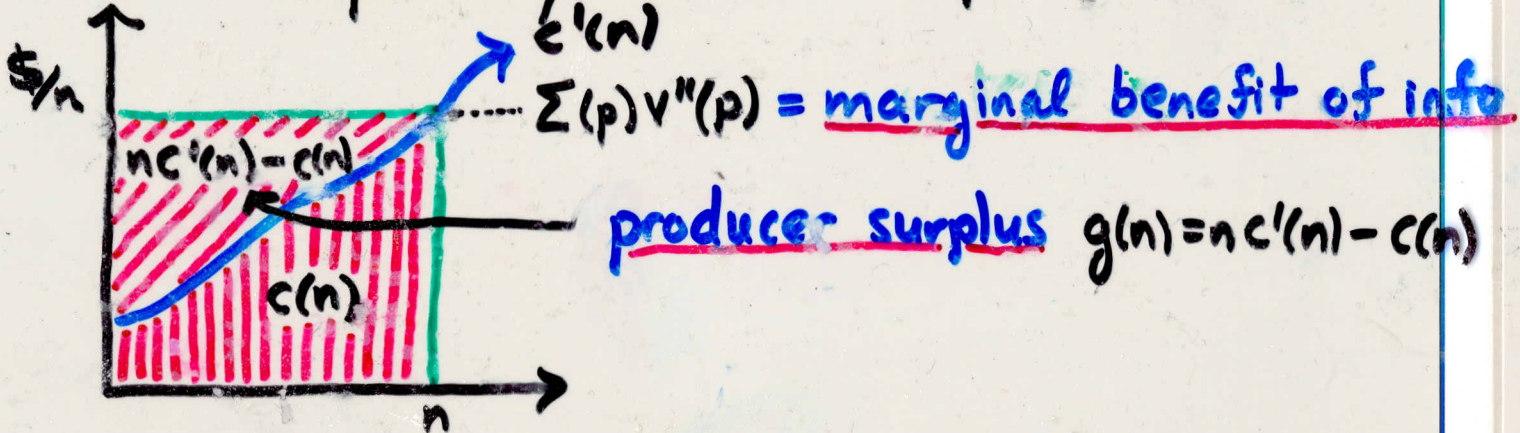 c'(n)
$/n
Σ(p)v"(p) = marginal benefit of info
nc'(n)-c(n)
producer surplus g(n)=nc'(n)-c(n)
c(n)
n